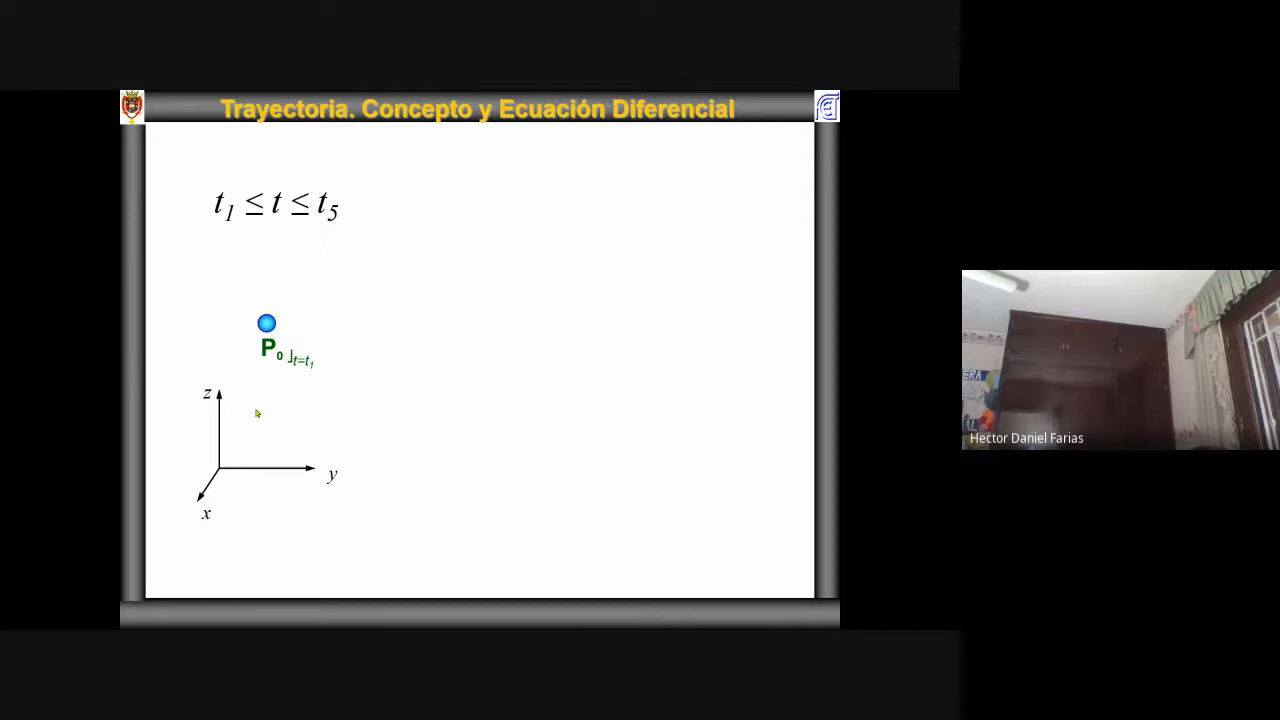 Trayectoria. Concepto y Ecuación Diferencial
t₁ ≤ t ≤ t₅
P₀ ⌋t=t₁
z
y
x
Hector Daniel Farias